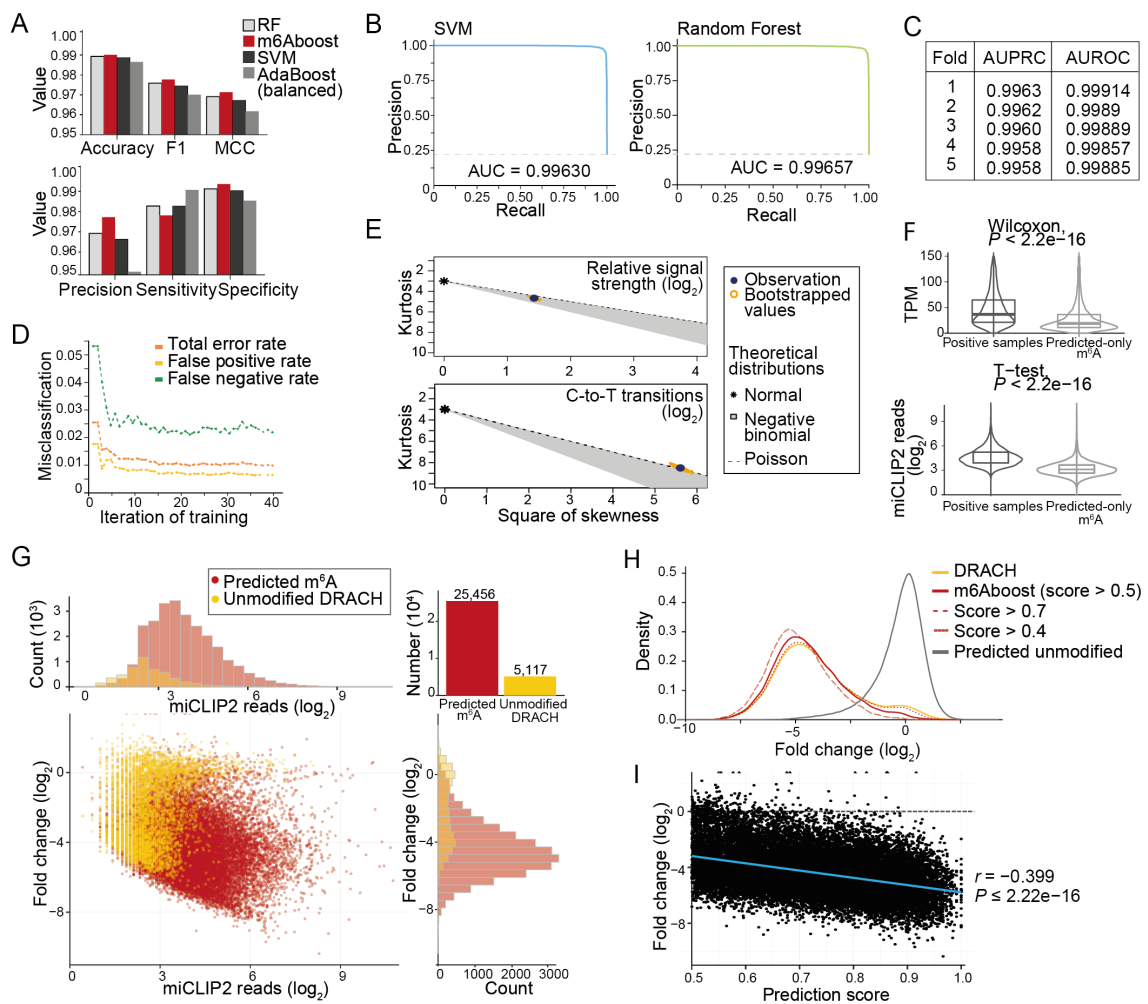 A
RF
m6Aboost
SVM
AdaBoost
(balanced)
Value
1.00
0.99
0.98
0.97
0.96
0.95
Accuracy F1 MCC
Value
1.00
0.99
0.98
0.97
0.96
0.95
Precision Sensitivity Specificity
B
SVM
Precision
1.00
0.75
0.50
0.25
0
AUC = 0.99630
0 0.25 0.50 0.75 1.00
Recall
Random Forest
Precision
1.00
0.75
0.50
0.25
0
AUC = 0.99657
0 0.25 0.50 0.75 1.00
Recall
C
Fold AUPRC AUROC
1 0.9963 0.99914
2 0.9962 0.9989
3 0.9960 0.99889
4 0.9958 0.99857
5 0.9958 0.99885
D
Total error rate
False positive rate
False negative rate
Misclassification
0.05
0.04
0.03
0.02
0.01
0
0 10 20 30 40
Iteration of training
E
Relative signal
strength (log2)
Kurtosis
2
4
6
8
10
0 1 2 3 4
C-to-T transitions
(log2)
Kurtosis
2
4
6
8
10
0 1 2 3 4 5 6
Square of skewness
Observation
Bootstrapped
values
Theoretical
distributions
Normal
Negative
binomial
Poisson
F
Wilcoxon,
P < 2.2e−16
TPM
150
100
50
0
Positive samples Predicted-only
m6A
T−test,
P < 2.2e−16
miCLIP2 reads
(log2)
9
6
3
0
Positive samples Predicted-only
m6A
G
Predicted m6A
Unmodified DRACH
Count (10³)
3
2
1
0
0 3 6 9
miCLIP2 reads (log2)
Number (10⁴)
2
1
0
25,456
5,117
Predicted Unmodified
m6A DRACH
Fold change (log2)
0
−4
−8
0 3 6 9
miCLIP2 reads (log2)
Fold change (log2)
0
−4
−8
0 1000 2000 3000
Count
H
DRACH
m6Aboost (score > 0.5)
Score > 0.7
Score > 0.4
Predicted unmodified
Density
0.5
0.4
0.3
0.2
0.1
0.0
−10 −5 0
Fold change (log2)
I
Fold change (log2)
0
−4
−8
r = −0.399
P ≤ 2.22e−16
0.5 0.6 0.7 0.8 0.9 1.0
Prediction score